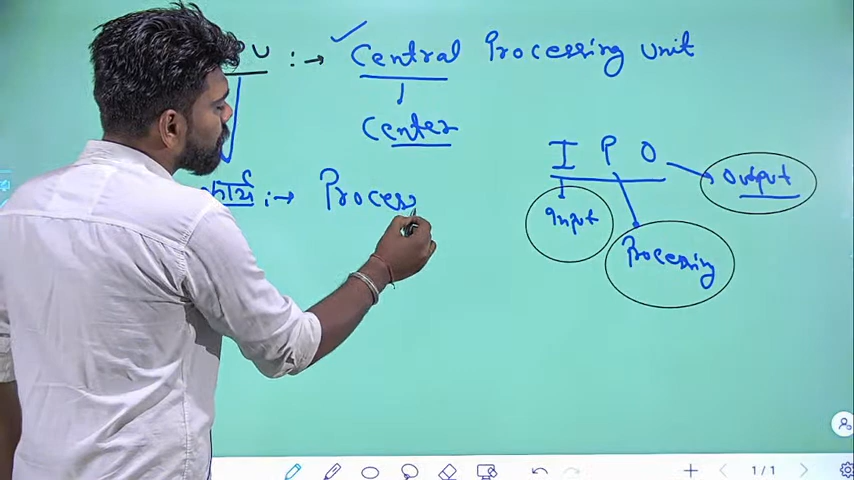 U :→ Central Processing Unit
Center
I P O
Output
कार्य :→ Process
Input
Processing
1/1